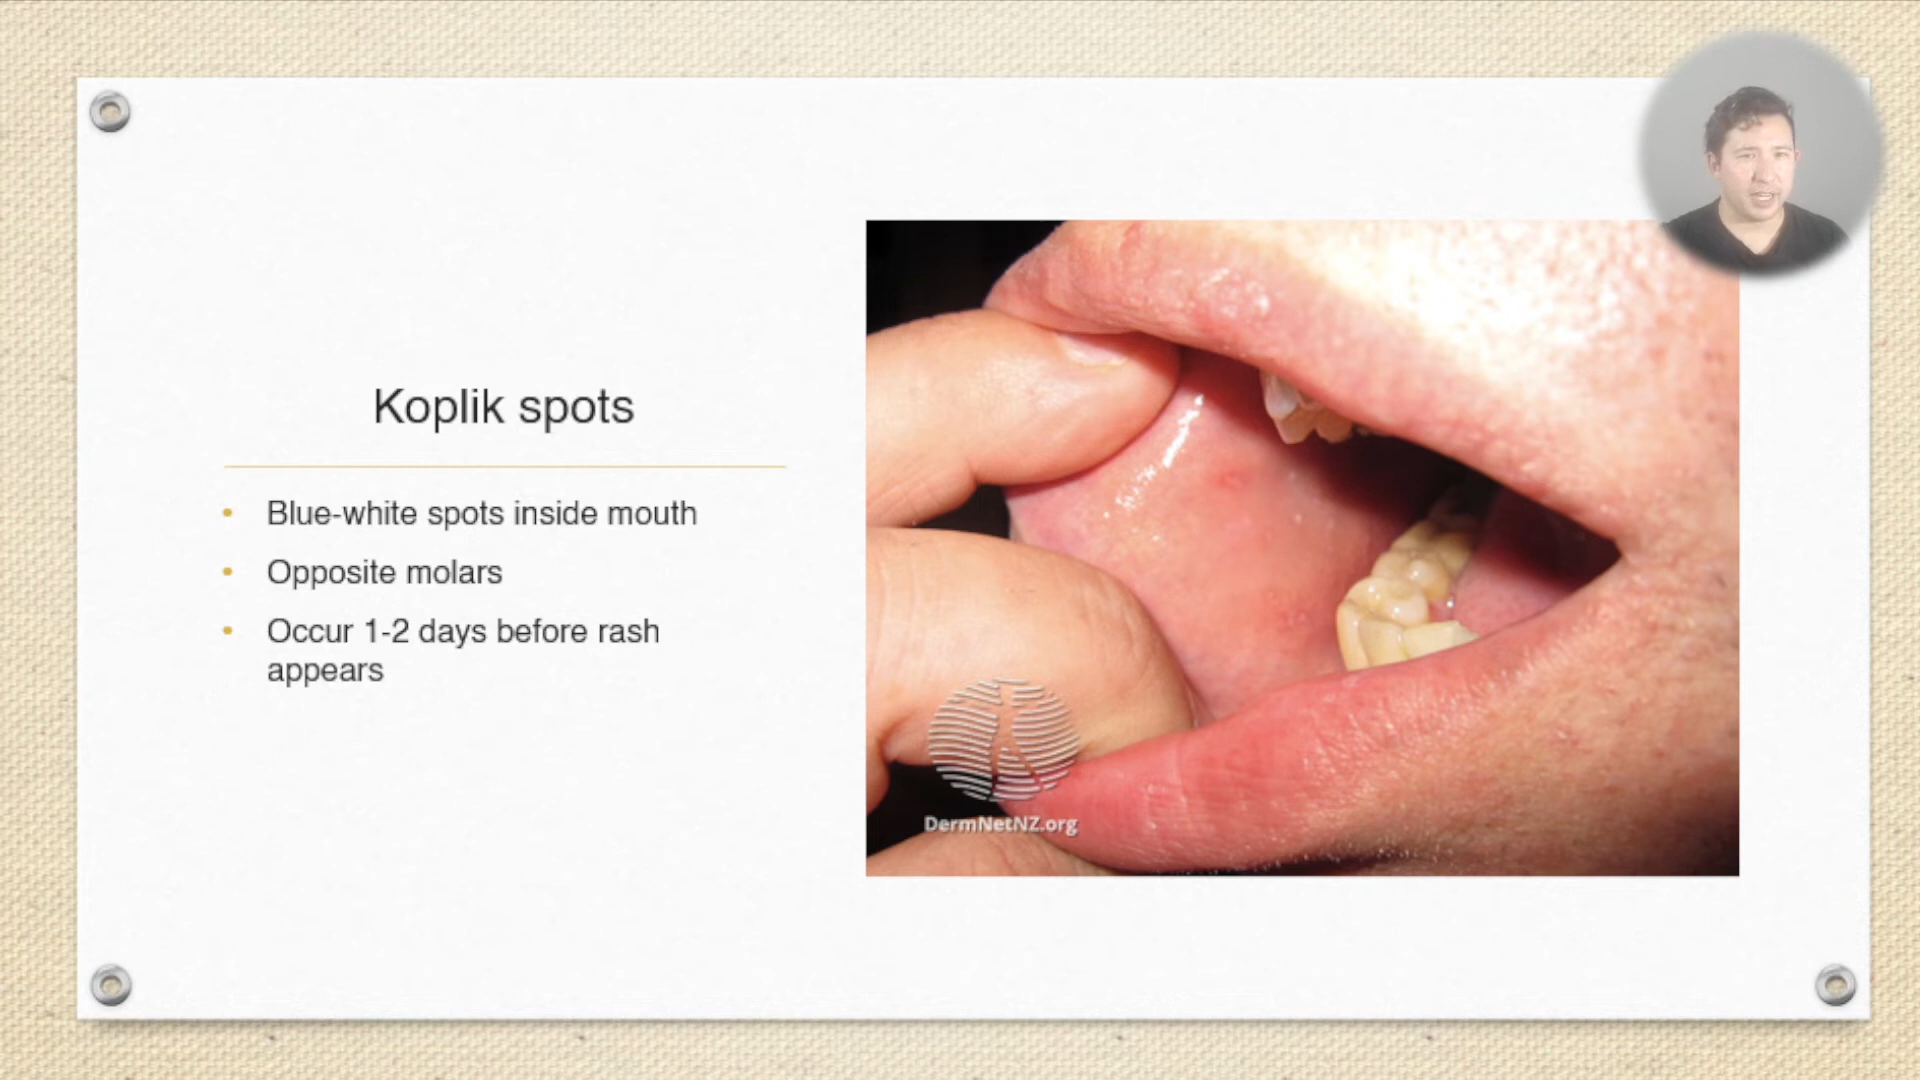 Koplik spots
• Blue-white spots inside mouth
• Opposite molars
• Occur 1-2 days before rash
appears
DermNetNZ.org